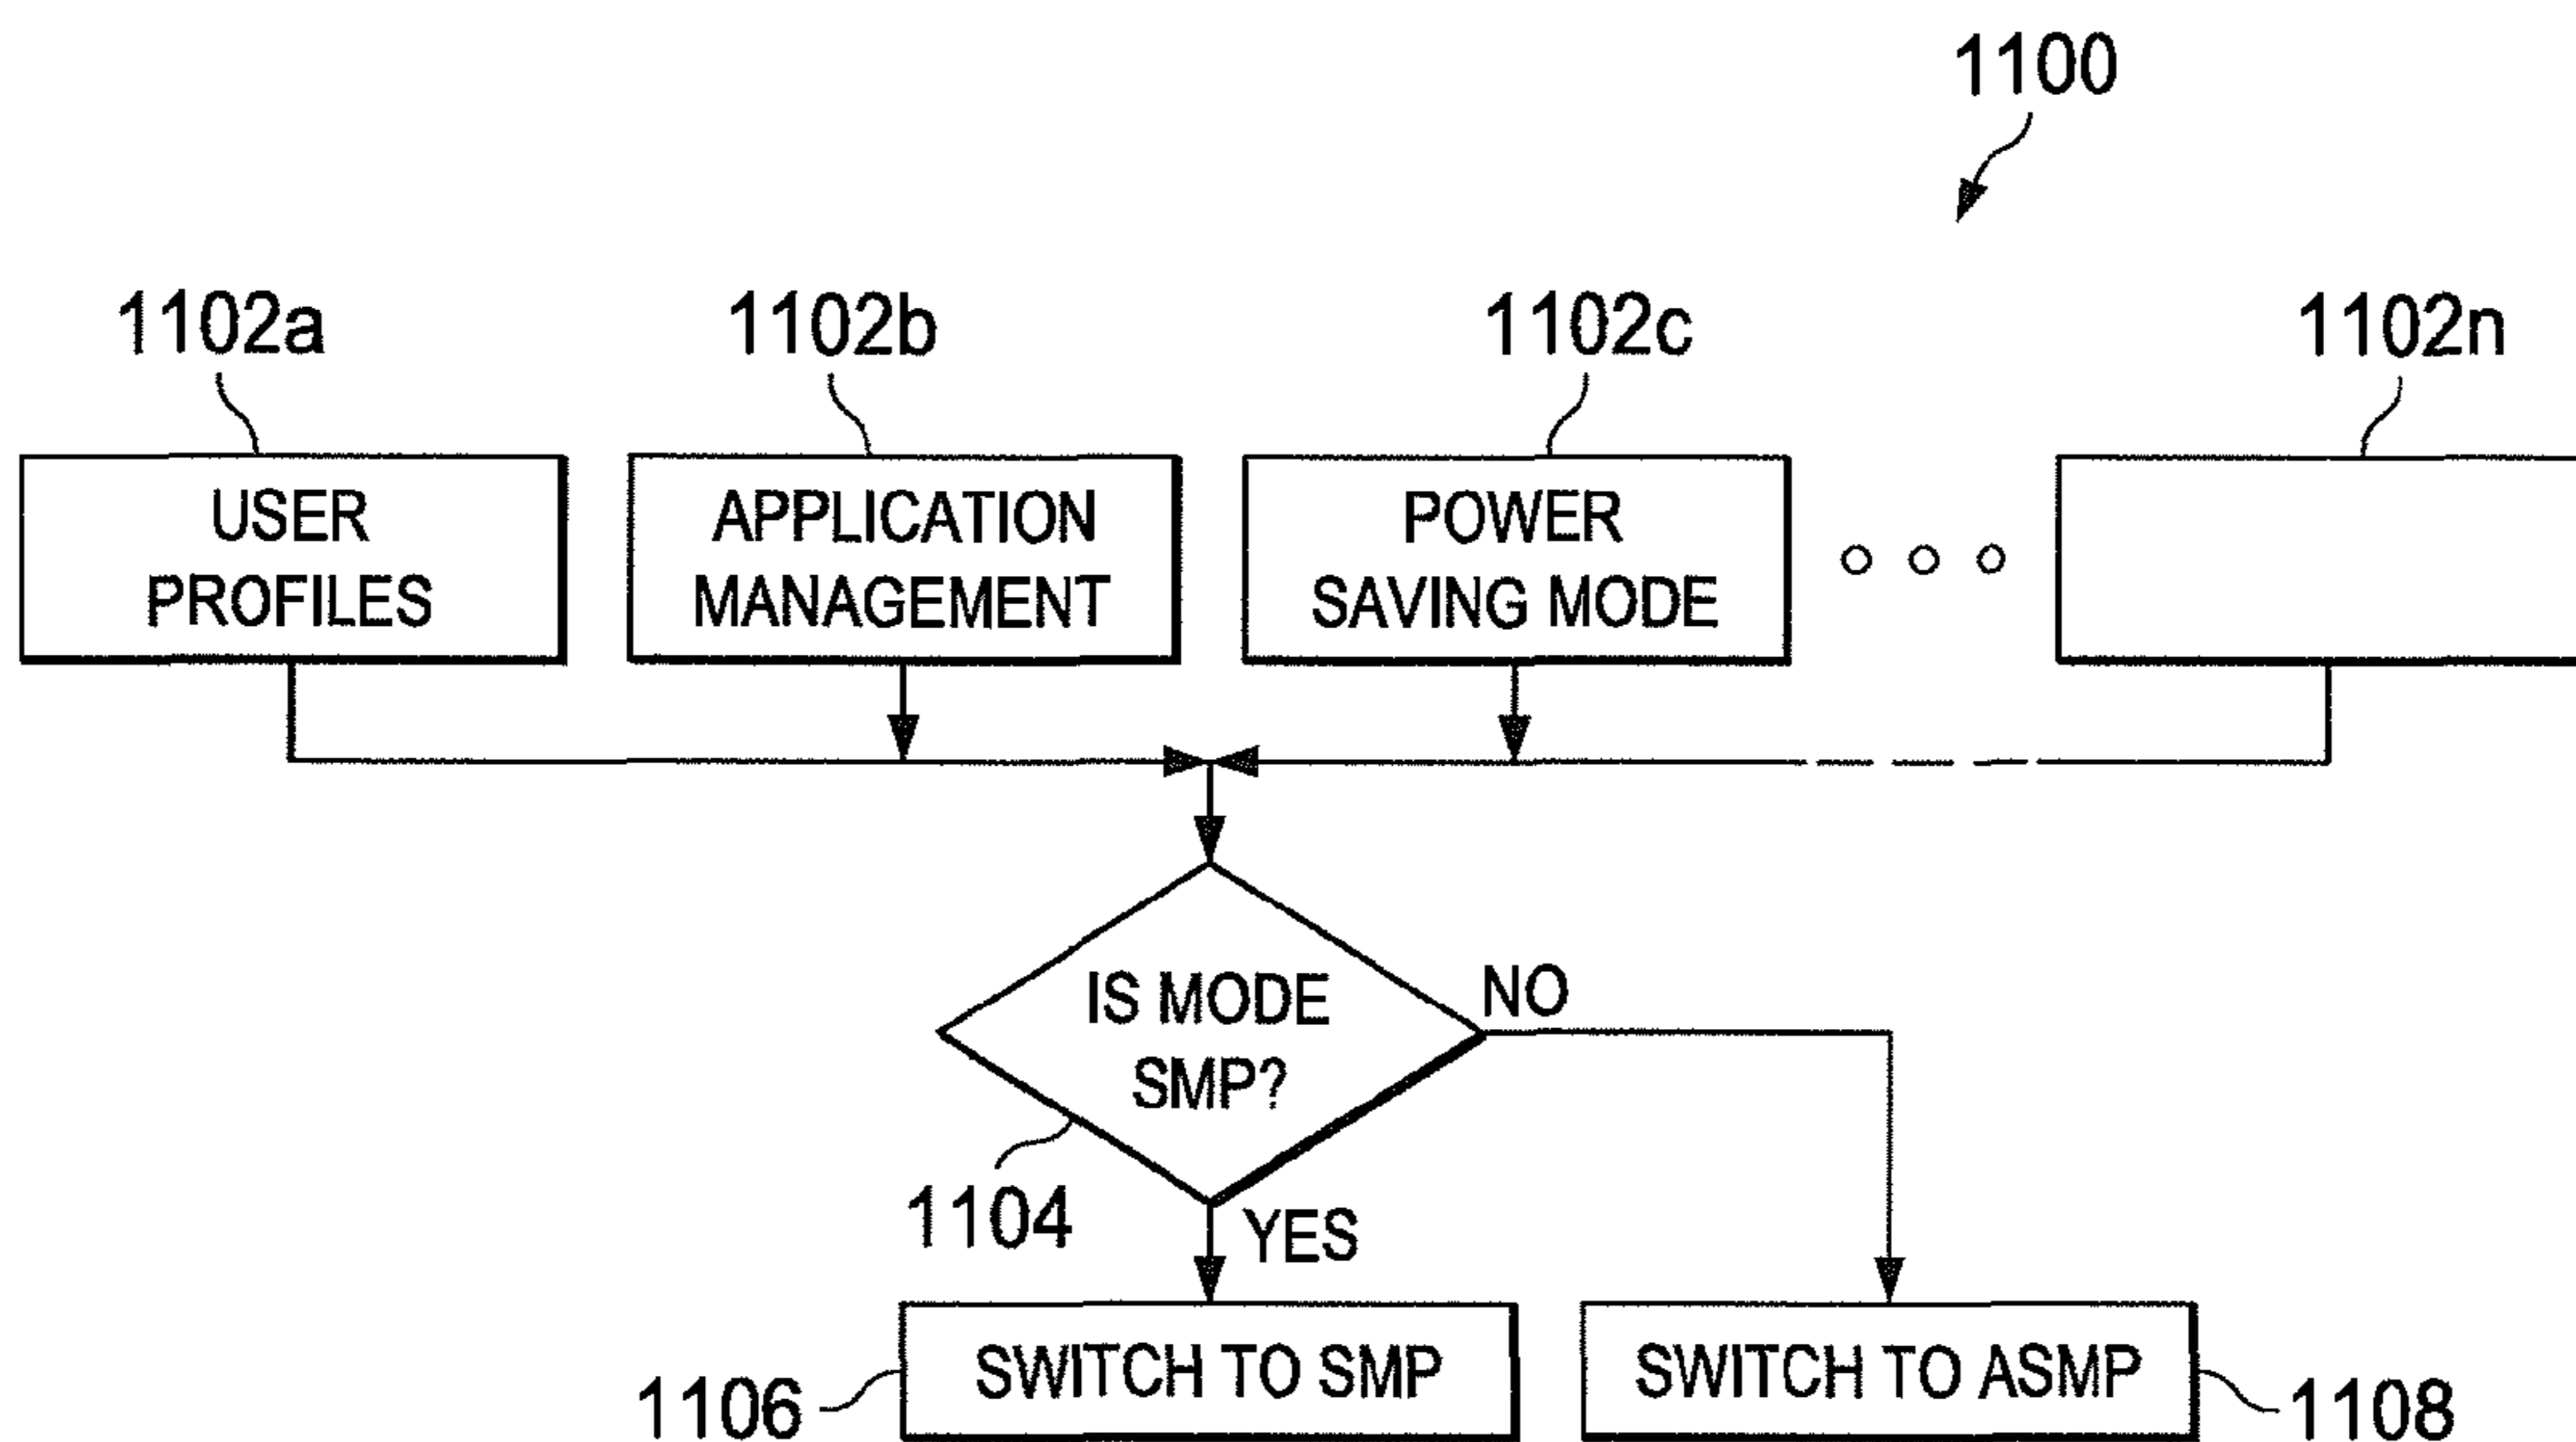 1100
1102a
1102b
1102c
1102n
USER
PROFILES
APPLICATION
MANAGEMENT
POWER
SAVING MODE
IS MODE
SMP?
NO
1104
YES
1106
SWITCH TO SMP
SWITCH TO ASMP
1108